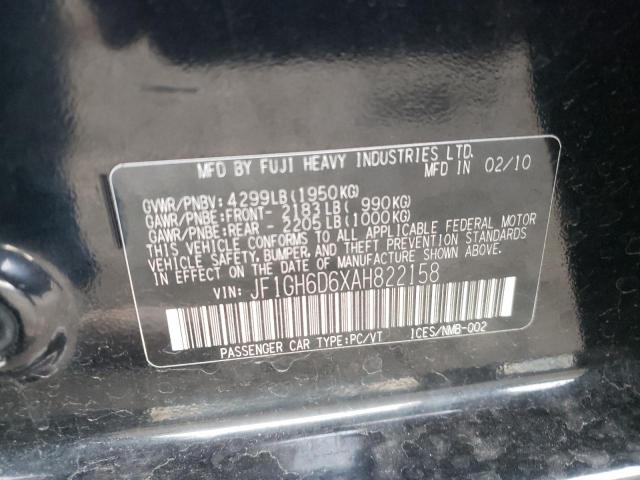 MFD BY FUJI HEAVY INDUSTRIES LTD.
MFD IN 02/10
GVWR/PNBV: 4299LB(1950KG)
GAWR/PNBE:FRONT- 2183LB( 990KG)
GAWR/PNBE:REAR - 2205LB(1000KG)
THIS VEHICLE CONFORMS TO ALL APPLICABLE FEDERAL MOTOR
VEHICLE SAFETY, BUMPER, AND THEFT PREVENTION STANDARDS
IN EFFECT ON THE DATE OF MANUFACTURE SHOWN ABOVE.
VIN: JF1GH6D6XAH822158
PASSENGER CAR TYPE:PC/VT ICES/NMB-002